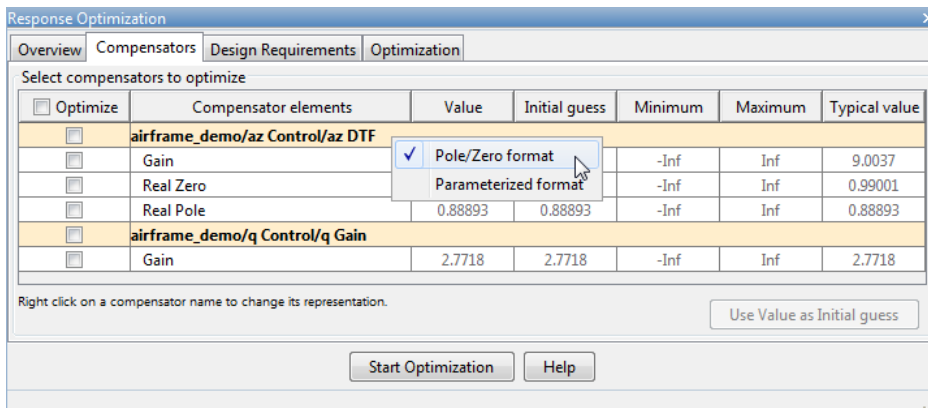 Response Optimization
Overview Compensators Design Requirements Optimization
Select compensators to optimize
Optimize Compensator elements Value Initial guess Minimum Maximum Typical value
airframe_demo/az Control/az DTF
Gain -Inf Inf 9.0037
Pole/Zero format
Real Zero -Inf Inf 0.99001
Parameterized format
Real Pole 0.88893 0.88893 -Inf Inf 0.88893
airframe_demo/q Control/q Gain
Gain 2.7718 2.7718 -Inf Inf 2.7718
Right click on a compensator name to change its representation.
Use Value as Initial guess
Start Optimization Help